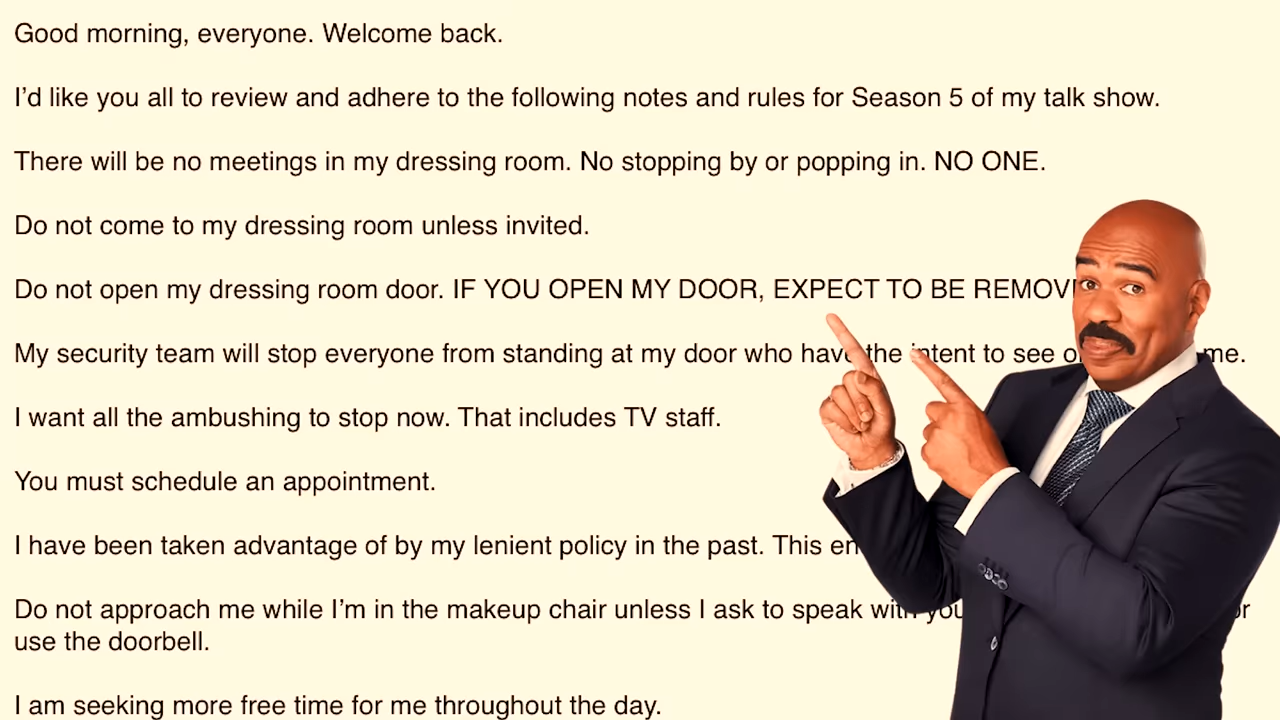 Good morning, everyone. Welcome back.
I’d like you all to review and adhere to the following notes and rules for Season 5 of my talk show.
There will be no meetings in my dressing room. No stopping by or popping in. NO ONE.
Do not come to my dressing room unless invited.
Do not open my dressing room door. IF YOU OPEN MY DOOR, EXPECT TO BE
My security team will stop everyone from standing at my door who have the intent to see me.
I want all the ambushing to stop now. That includes TV staff.
You must schedule an appointment.
I have been taken advantage of by my lenient policy in the past. This
Do not approach me while I’m in the makeup chair unless I ask to speak with you
use the doorbell.
I am seeking more free time for me throughout the day.